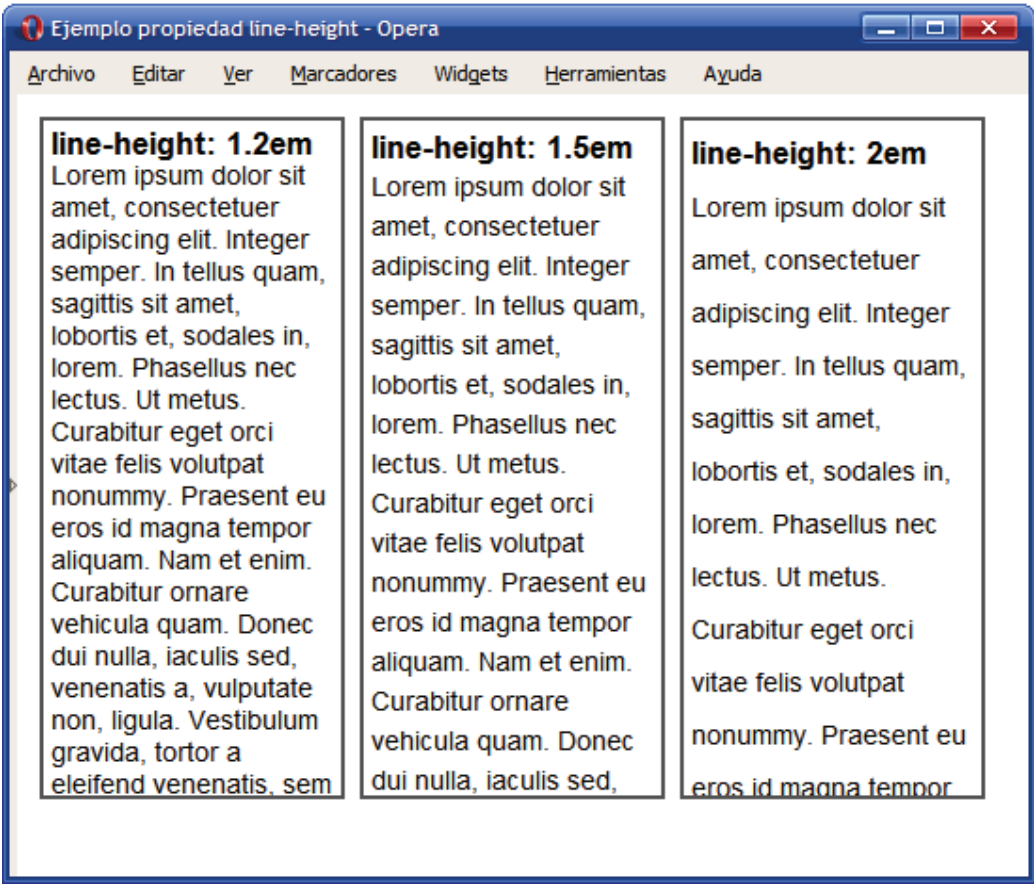 Ejemplo propiedad line-height - Opera
Archivo Editar Ver Marcadores Widgets Herramientas Ayuda
line-height: 1.2em
Lorem ipsum dolor sit
amet, consectetuer
adipiscing elit. Integer
semper. In tellus quam,
sagittis sit amet,
lobortis et, sodales in,
lorem. Phasellus nec
lectus. Ut metus.
Curabitur eget orci
vitae felis volutpat
nonummy. Praesent eu
eros id magna tempor
aliquam. Nam et enim.
Curabitur ornare
vehicula quam. Donec
dui nulla, iaculis sed,
venenatis a, vulputate
non, ligula. Vestibulum
gravida, tortor a
eleifend venenatis, sem
line-height: 1.5em
Lorem ipsum dolor sit
amet, consectetuer
adipiscing elit. Integer
semper. In tellus quam,
sagittis sit amet,
lobortis et, sodales in,
lorem. Phasellus nec
lectus. Ut metus.
Curabitur eget orci
vitae felis volutpat
nonummy. Praesent eu
eros id magna tempor
aliquam. Nam et enim.
Curabitur ornare
vehicula quam. Donec
dui nulla, iaculis sed,
line-height: 2em
Lorem ipsum dolor sit
amet, consectetuer
adipiscing elit. Integer
semper. In tellus quam,
sagittis sit amet,
lobortis et, sodales in,
lorem. Phasellus nec
lectus. Ut metus.
Curabitur eget orci
vitae felis volutpat
nonummy. Praesent eu
eros id magna tempor